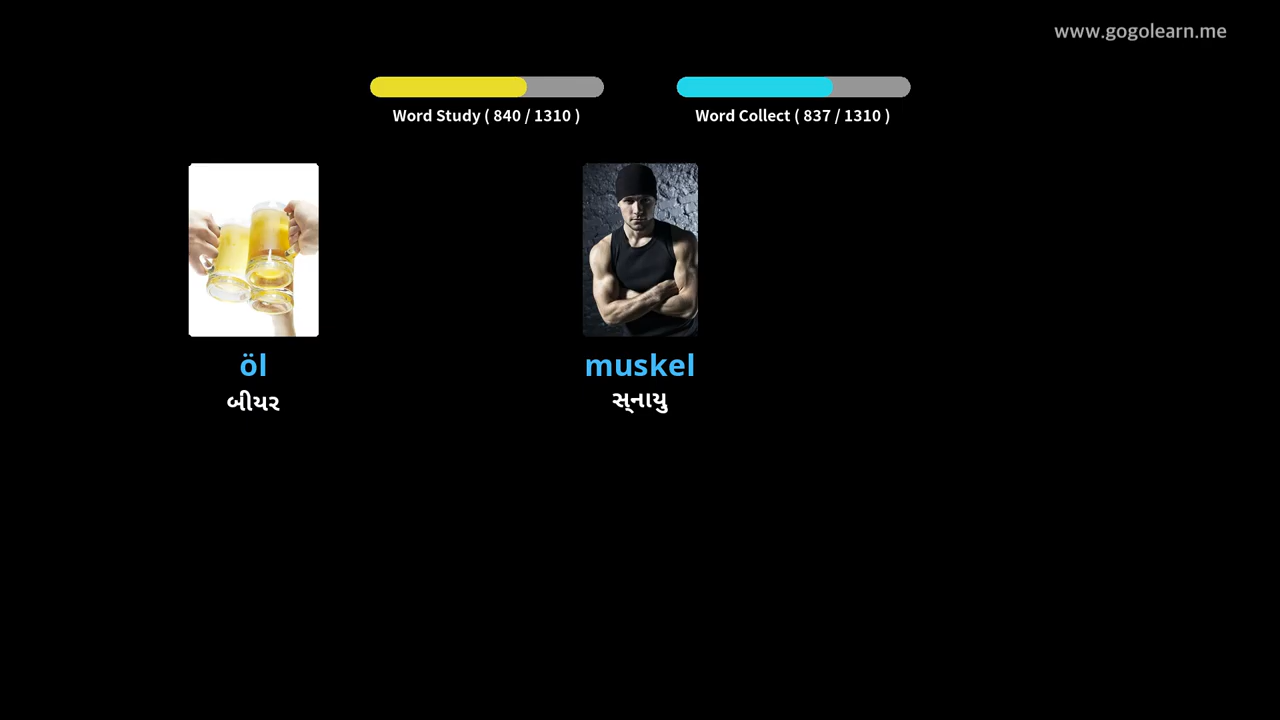 www.gogolearn.me
Word Study ( 840 / 1310 )
Word Collect ( 837 / 1310 )
öl
muskel
બીયર
સ્નાયુ